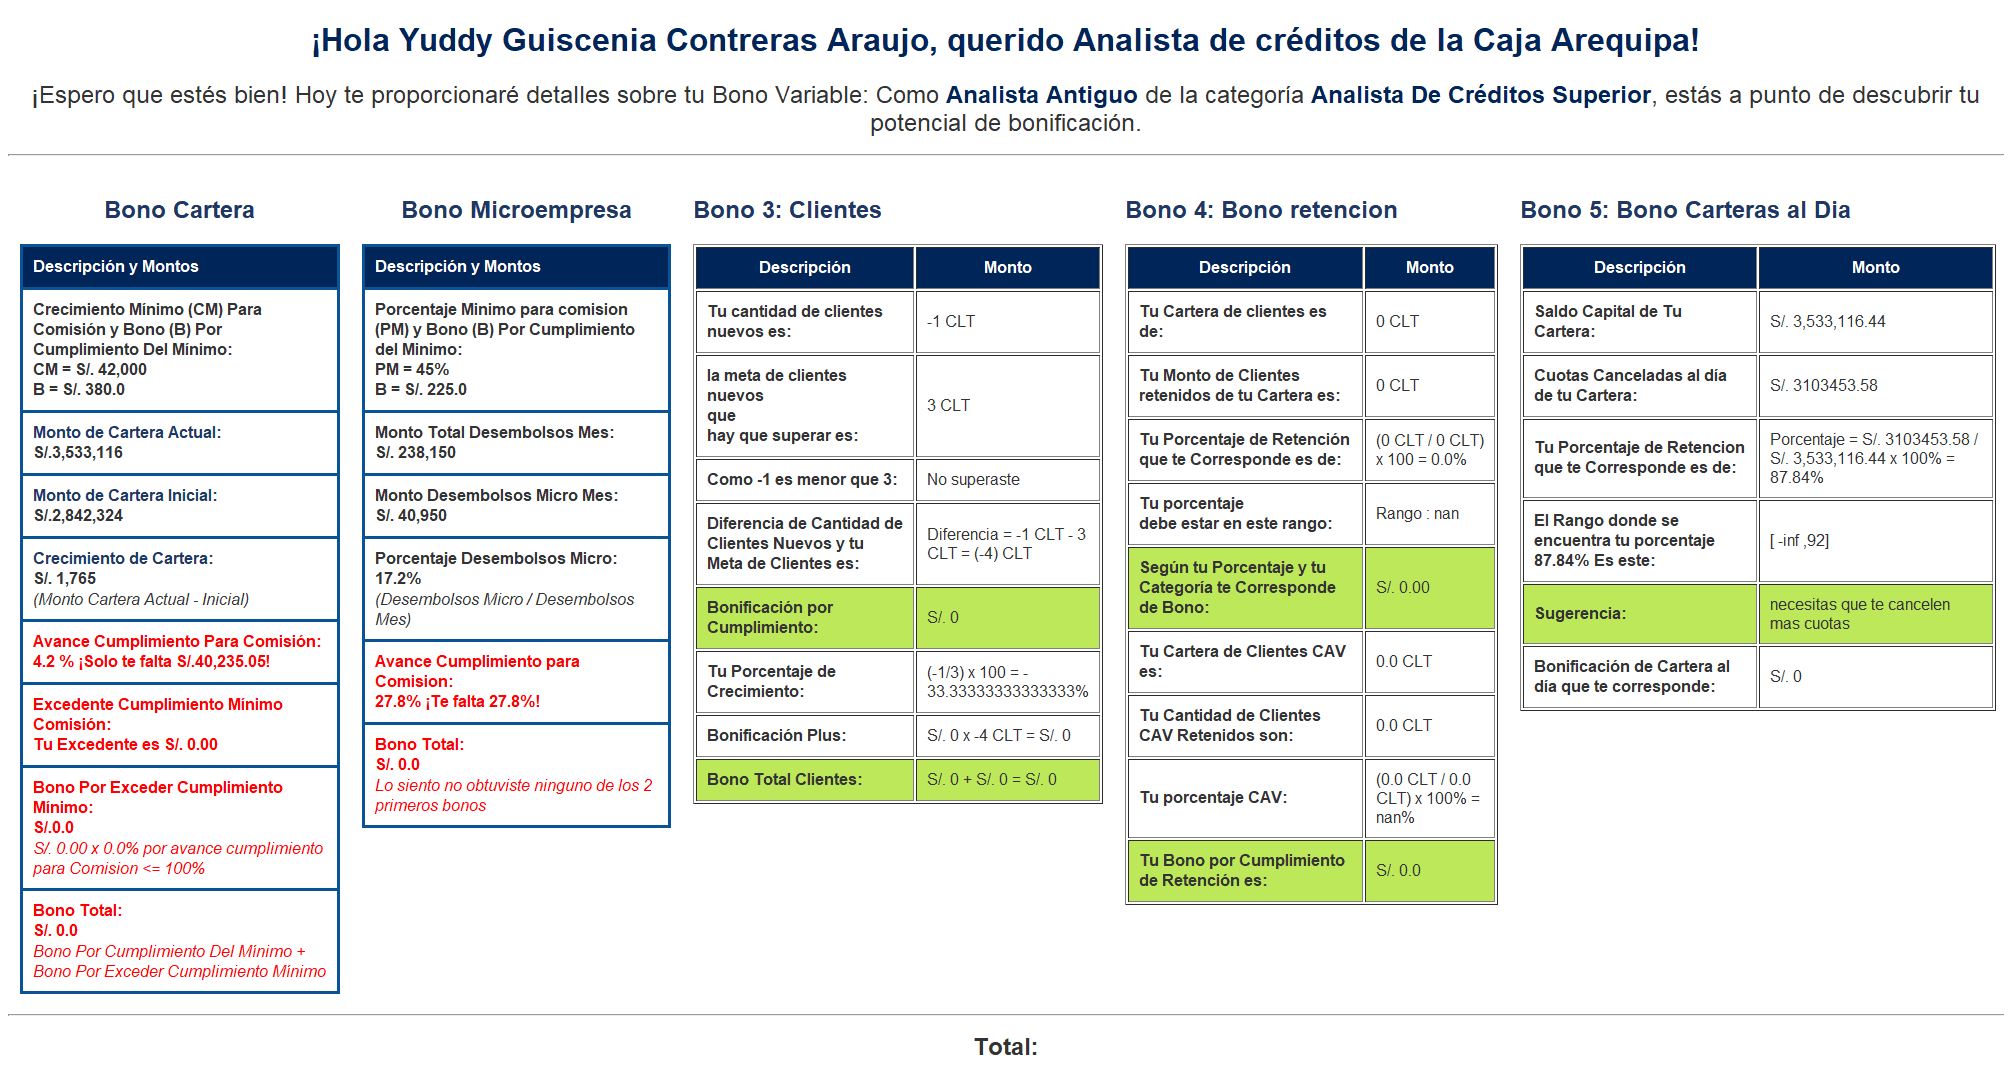 ¡Hola Yuddy Guiscenia Contreras Araujo, querido Analista de créditos de la Caja Arequipa!
¡Espero que estés bien! Hoy te proporcionaré detalles sobre tu Bono Variable: Como Analista Antiguo de la categoría Analista De Créditos Superior, estás a punto de descubrir tu
potencial de bonificación.
Bono Cartera
Descripción y Montos
Crecimiento Mínimo (CM) Para
Comisión y Bono (B) Por
Cumplimiento Del Mínimo:
CM = S/. 42,000
B = S/. 380.0
Monto de Cartera Actual:
S/.3,533,116
Monto de Cartera Inicial:
S/.2,842,324
Crecimiento de Cartera:
S/. 1,765
(Monto Cartera Actual - Inicial)
Avance Cumplimiento Para Comisión:
4.2 % ¡Solo te falta S/.40,235.05!
Excedente Cumplimiento Mínimo
Comisión:
Tu Excedente es S/. 0.00
Bono Por Exceder Cumplimiento
Mínimo:
S/.0.0
S/. 0.00 x 0.0% por avance cumplimiento
para Comision <= 100%
Bono Total:
S/. 0.0
Bono Por Cumplimiento Del Mínimo +
Bono Por Exceder Cumplimiento Mínimo
Bono Microempresa
Descripción y Montos
Porcentaje Minimo para comision
(PM) y Bono (B) Por Cumplimiento
del Minimo:
PM = 45%
B = S/. 225.0
Monto Total Desembolsos Mes:
S/. 238,150
Monto Desembolsos Micro Mes:
S/. 40,950
Porcentaje Desembolsos Micro:
17.2%
(Desembolsos Micro / Desembolsos
Mes)
Avance Cumplimiento para
Comision:
27.8% ¡Te falta 27.8%!
Bono Total:
S/. 0.0
Lo siento no obtuviste ninguno de los 2
primeros bonos
Bono 3: Clientes
Descripción Monto
Tu cantidad de clientes
nuevos es:
-1 CLT
la meta de clientes
nuevos
que
hay que superar es:
3 CLT
Como -1 es menor que 3: No superaste
Diferencia de Cantidad de
Clientes Nuevos y tu
Meta de Clientes es:
Diferencia = -1 CLT - 3
CLT = (-4) CLT
Bonificación por
Cumplimiento:
S/. 0
Tu Porcentaje de
Crecimiento:
(-1/3) x 100 = -
33.33333333333333%
Bonificación Plus: S/. 0 x -4 CLT = S/. 0
Bono Total Clientes: S/. 0 + S/. 0 = S/. 0
Bono 4: Bono retencion
Descripción Monto
Tu Cartera de clientes es
de:
0 CLT
Tu Monto de Clientes
retenidos de tu Cartera es:
0 CLT
Tu Porcentaje de Retención
que te Corresponde es de:
(0 CLT / 0 CLT)
x 100 = 0.0%
Tu porcentaje
debe estar en este rango:
Rango : nan
Según tu Porcentaje y tu
Categoría te Corresponde
de Bono:
S/. 0.00
Tu Cartera de Clientes CAV
es:
0.0 CLT
Tu Cantidad de Clientes
CAV Retenidos son:
0.0 CLT
Tu porcentaje CAV:
(0.0 CLT / 0.0
CLT) x 100% =
nan%
Tu Bono por Cumplimiento
de Retención es:
S/. 0.0
Bono 5: Bono Carteras al Dia
Descripción Monto
Saldo Capital de Tu
Cartera:
S/. 3,533,116.44
Cuotas Canceladas al día
de tu Cartera:
S/. 3103453.58
Tu Porcentaje de Retencion
que te Corresponde es de:
Porcentaje = S/. 3103453.58 /
S/. 3,533,116.44 x 100% =
87.84%
El Rango donde se
encuentra tu porcentaje
87.84% Es este:
[ -inf ,92]
Sugerencia:
necesitas que te cancelen
mas cuotas
Bonificación de Cartera al
día que te corresponde:
S/. 0
Total: